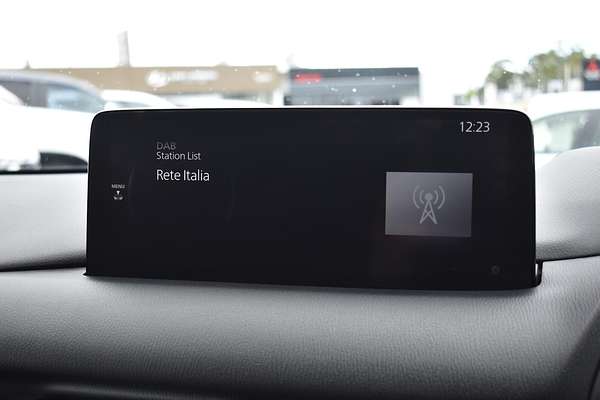 12:23
DAB
Station List
Rete Italia
MENU